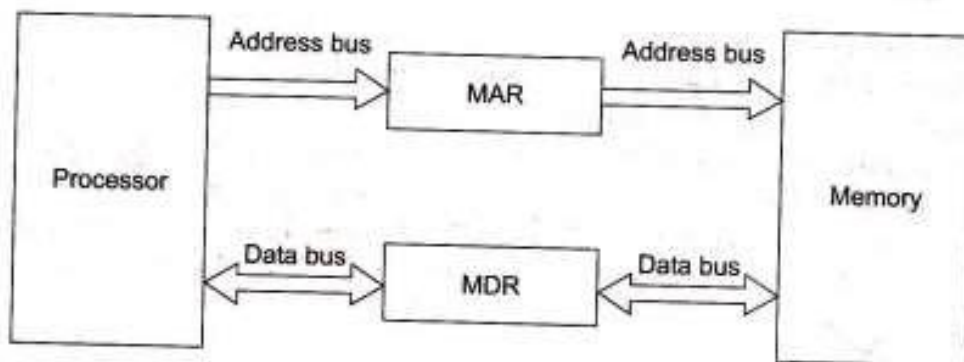 Address bus
Address bus
MAR
Processor
Memory
Data bus
Data bus
MDR